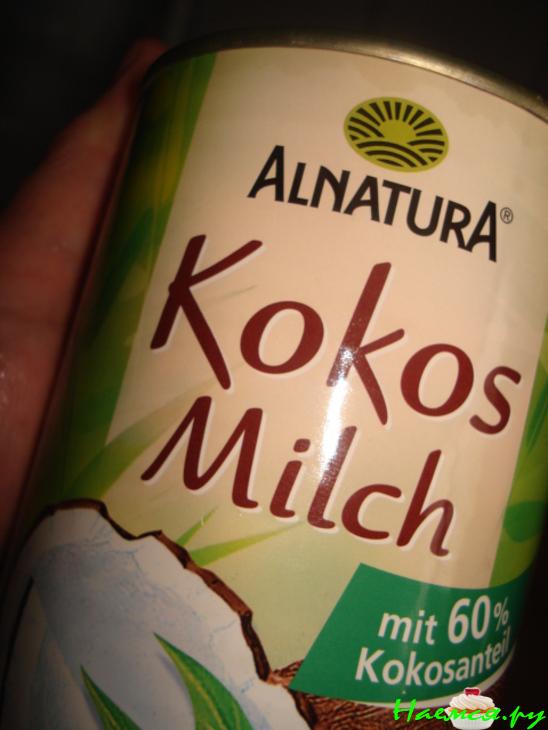 ALNATURA®
Kokos
Milch
mit 60%
Kokosanteil
Наемся.ру